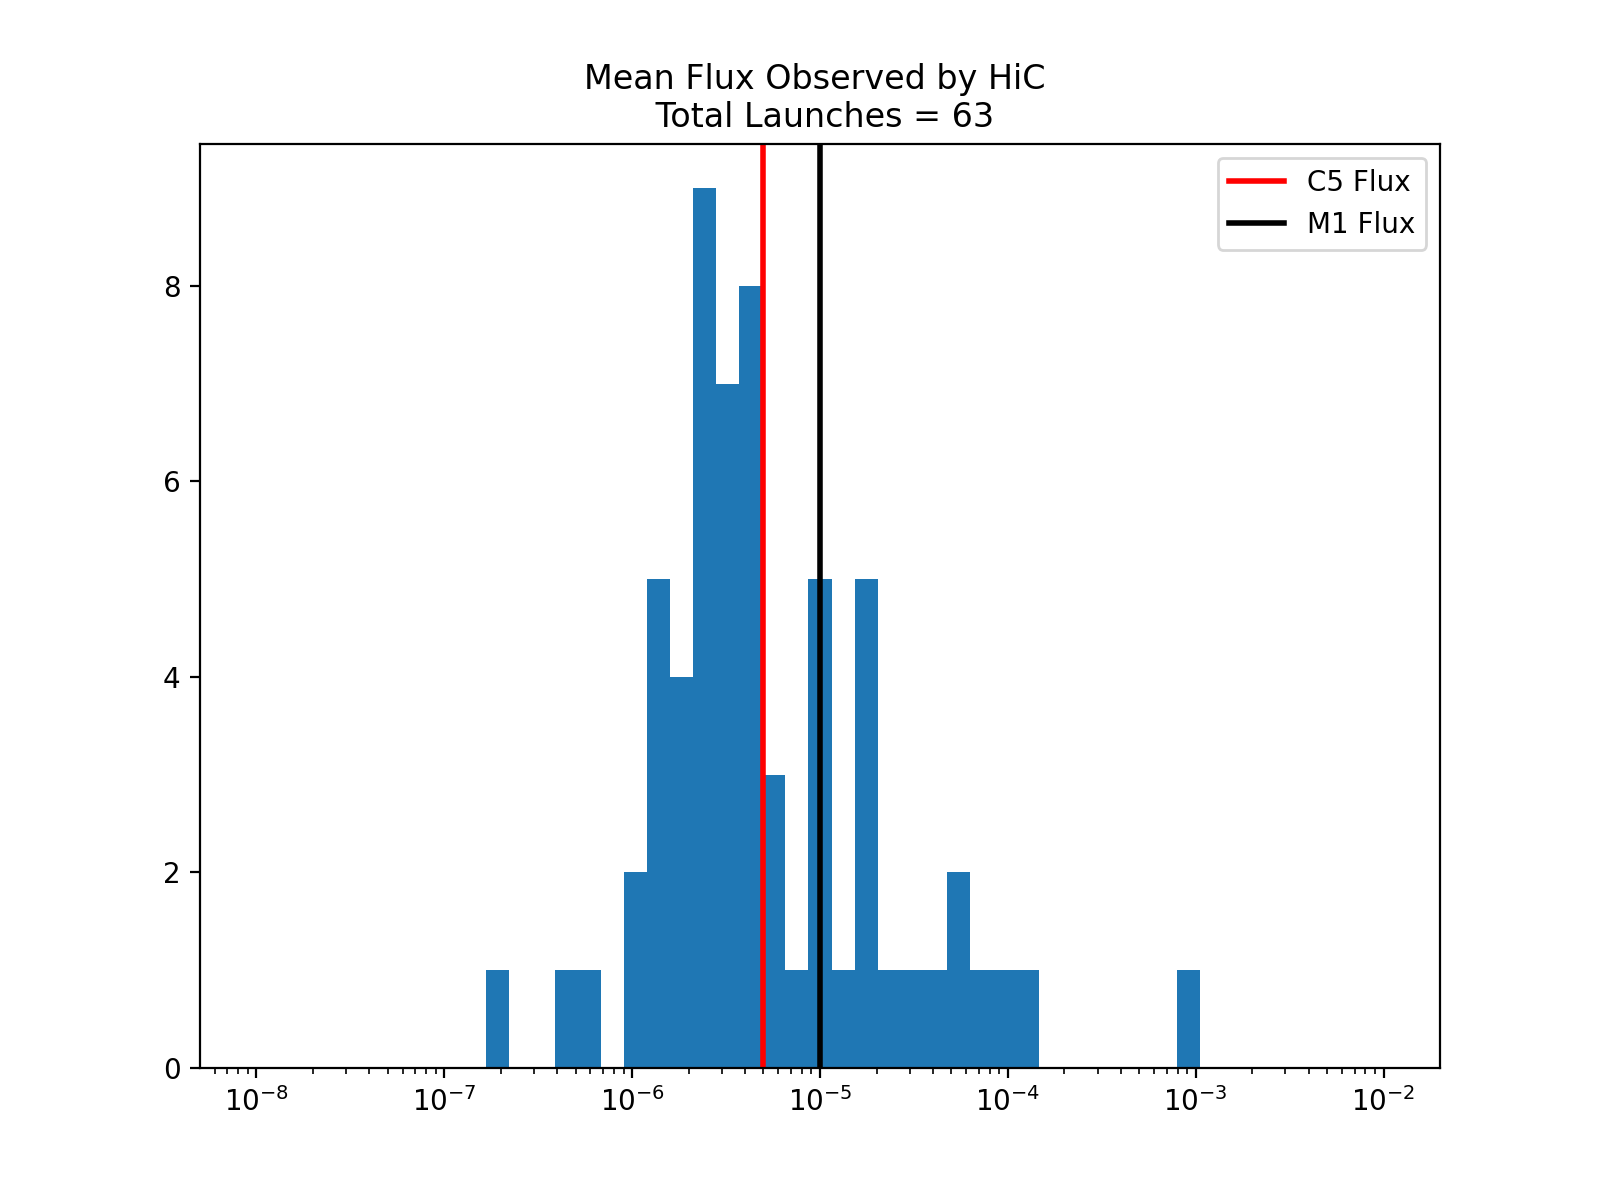 Mean Flux Observed by HiC
Total Launches = 63
C5 Flux
M1 Flux
8
6
4
2
0
10⁻⁸ 10⁻⁷ 10⁻⁶ 10⁻⁵ 10⁻⁴ 10⁻³ 10⁻²